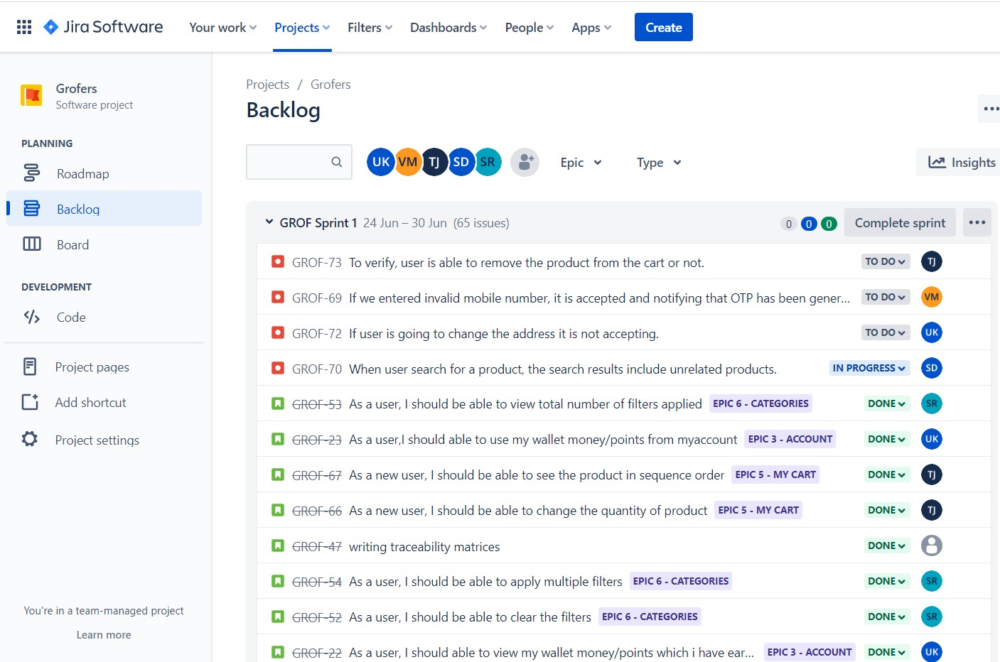 Jira Software Your work Projects Filters Dashboards People Apps Create
Grofers
Software project
PLANNING
Roadmap
Backlog
Board
DEVELOPMENT
Code
Project pages
Add shortcut
Project settings
You're in a team-managed project
Learn more
Projects / Grofers
Backlog
UK VM TJ SD SR Epic Type Insights
GROF Sprint 1 24 Jun – 30 Jun (65 issues) 0 0 0 Complete sprint
GROF-73 To verify, user is able to remove the product from the cart or not. TO DO TJ
GROF-69 If we entered invalid mobile number, it is accepted and notifying that OTP has been gener... TO DO VM
GROF-72 If user is going to change the address it is not accepting. TO DO UK
GROF-70 When user search for a product, the search results include unrelated products. IN PROGRESS SD
GROF-53 As a user, I should be able to view total number of filters applied EPIC 6 - CATEGORIES DONE SR
GROF-23 As a user,I should able to use my wallet money/points from myaccount EPIC 3 - ACCOUNT DONE UK
GROF-67 As a new user, I should be able to see the product in sequence order EPIC 5 - MY CART DONE TJ
GROF-66 As a new user, I should be able to change the quantity of product EPIC 5 - MY CART DONE TJ
GROF-47 writing traceability matrices DONE
GROF-54 As a user, I should be able to apply multiple filters EPIC 6 - CATEGORIES DONE SR
GROF-52 As a user, I should be able to clear the filters EPIC 6 - CATEGORIES DONE SR
GROF-22 As a user, I should able to view my wallet money/points which i have ear... EPIC 3 - ACCOUNT DONE UK